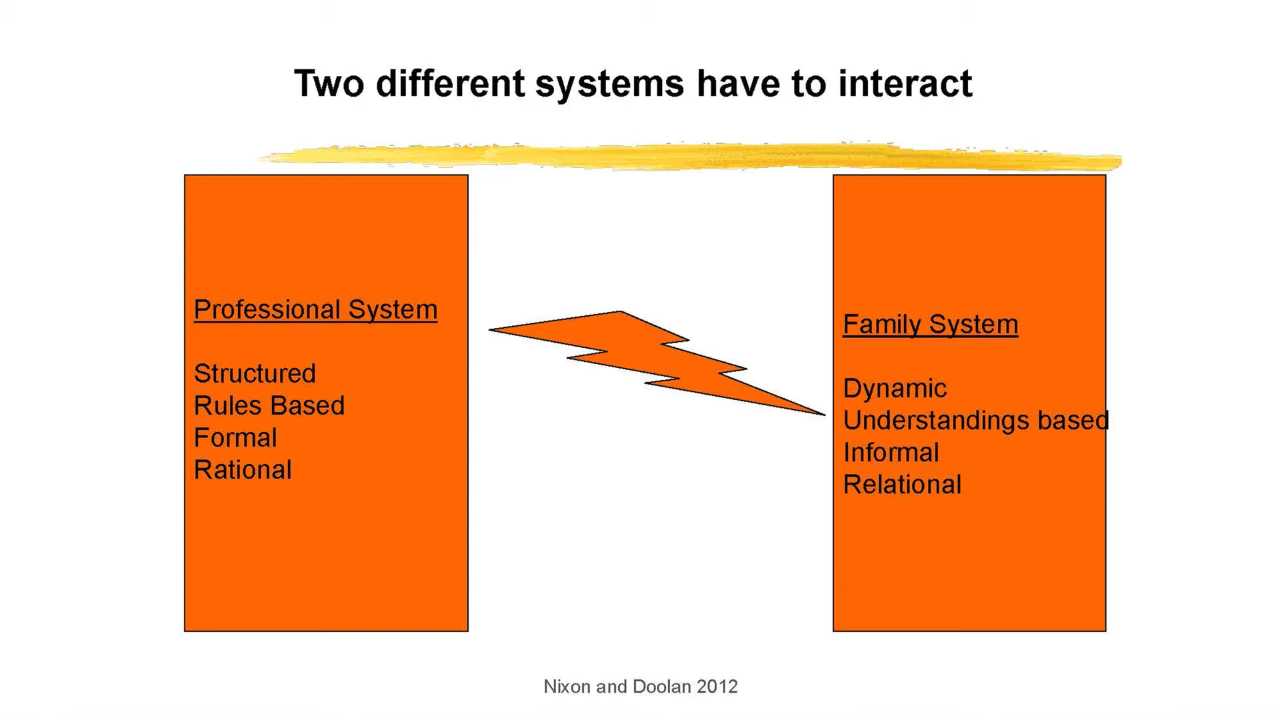 Two different systems have to interact
Professional System
Structured
Rules Based
Formal
Rational
Family System
Dynamic
Understandings based
Informal
Relational
Nixon and Doolan 2012